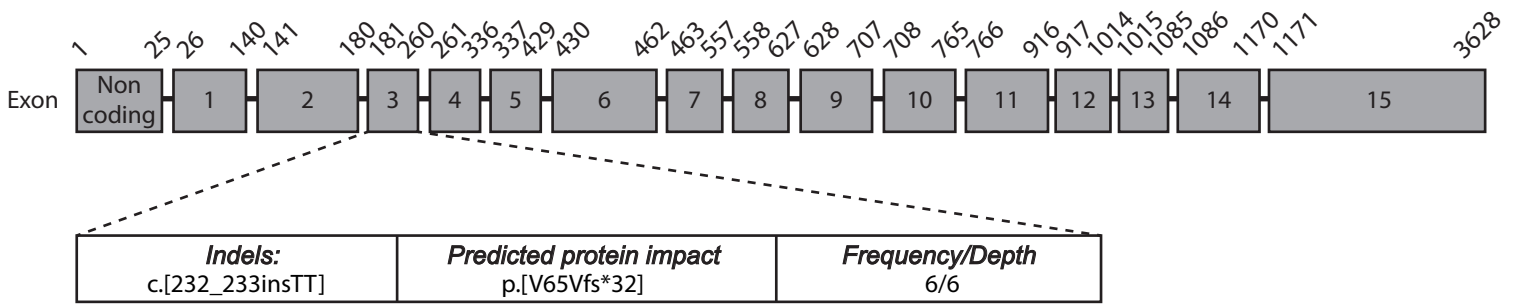 1 25 26 140 141 180 181 260 261 336 337 429 430 462 463 557 558 627 628 707 708 765 766 916 917 1014 1015 1085 1086 1170 1171 3628
Exon Non coding 1 2 3 4 5 6 7 8 9 10 11 12 13 14 15
Indels: Predicted protein impact Frequency/Depth
c.[232_233insTT] p.[V65Vfs*32] 6/6